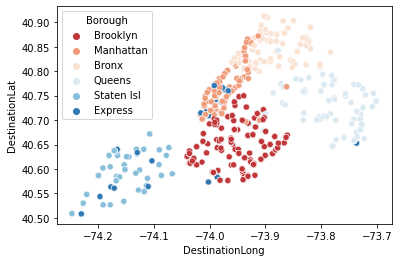 Borough
Brooklyn
Manhattan
Bronx
Queens
Staten Isl
Express
DestinationLat
40.90
40.85
40.80
40.75
40.70
40.65
40.60
40.55
40.50
−74.2
−74.1
−74.0
−73.9
−73.8
−73.7
DestinationLong